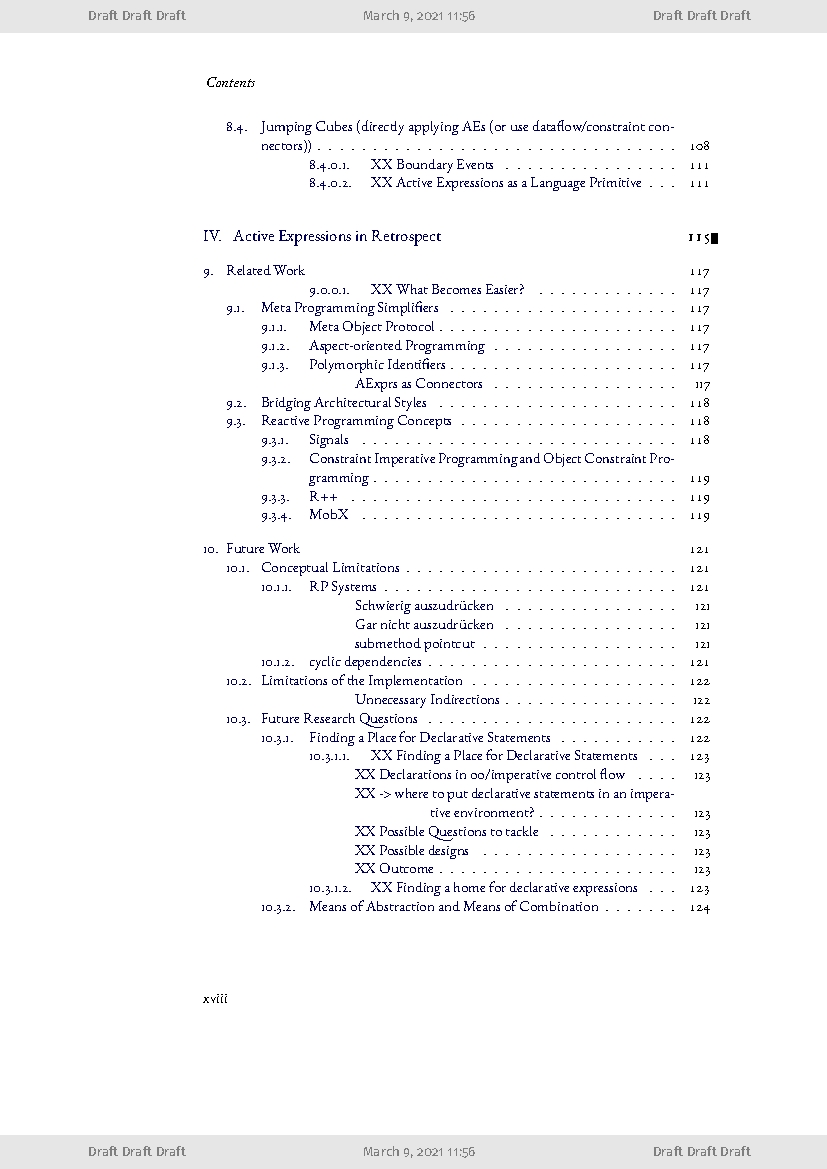 Draft Draft Draft March 9, 2021 11:56 Draft Draft Draft
Contents
8.4. Jumping Cubes (directly applying AEs (or use dataflow/constraint con-
nectors)) . . . . . . . . . . . . . . . . . . . . . . . . . . . . . . . . . 108
8.4.0.1. XX Boundary Events . . . . . . . . . . . . . . . . 111
8.4.0.2. XX Active Expressions as a Language Primitive . . . 111
IV. Active Expressions in Retrospect 115
9. Related Work 117
9.0.0.1. XX What Becomes Easier? . . . . . . . . . . . . . 117
9.1. Meta Programming Simplifiers . . . . . . . . . . . . . . . . . . . . . 117
9.1.1. Meta Object Protocol . . . . . . . . . . . . . . . . . . . . . . 117
9.1.2. Aspect-oriented Programming . . . . . . . . . . . . . . . . . 117
9.1.3. Polymorphic Identifiers . . . . . . . . . . . . . . . . . . . . . 117
AExprs as Connectors . . . . . . . . . . . . . . . . . 117
9.2. Bridging Architectural Styles . . . . . . . . . . . . . . . . . . . . . . 118
9.3. Reactive Programming Concepts . . . . . . . . . . . . . . . . . . . . 118
9.3.1. Signals . . . . . . . . . . . . . . . . . . . . . . . . . . . . . 118
9.3.2. Constraint Imperative Programming and Object Constraint Pro-
gramming . . . . . . . . . . . . . . . . . . . . . . . . . . . . 119
9.3.3. R++ . . . . . . . . . . . . . . . . . . . . . . . . . . . . . . 119
9.3.4. MobX . . . . . . . . . . . . . . . . . . . . . . . . . . . . . 119
10. Future Work 121
10.1. Conceptual Limitations . . . . . . . . . . . . . . . . . . . . . . . . . 121
10.1.1. RP Systems . . . . . . . . . . . . . . . . . . . . . . . . . . . 121
Schwierig auszudrücken . . . . . . . . . . . . . . . . 121
Gar nicht auszudrücken . . . . . . . . . . . . . . . . 121
submethod pointcut . . . . . . . . . . . . . . . . . . 121
10.1.2. cyclic dependencies . . . . . . . . . . . . . . . . . . . . . . . 121
10.2. Limitations of the Implementation . . . . . . . . . . . . . . . . . . . 122
Unnecessary Indirections . . . . . . . . . . . . . . . . 122
10.3. Future Research Questions . . . . . . . . . . . . . . . . . . . . . . . 122
10.3.1. Finding a Place for Declarative Statements . . . . . . . . . . . 122
10.3.1.1. XX Finding a Place for Declarative Statements . . . 123
XX Declarations in oo/imperative control flow . . . . 123
XX -> where to put declarative statements in an impera-
tive environment? . . . . . . . . . . . . . 123
XX Possible Questions to tackle . . . . . . . . . . . . 123
XX Possible designs . . . . . . . . . . . . . . . . . . 123
XX Outcome . . . . . . . . . . . . . . . . . . . . . . 123
10.3.1.2. XX Finding a home for declarative expressions . . . 123
10.3.2. Means of Abstraction and Means of Combination . . . . . . . 124
xviii
Draft Draft Draft March 9, 2021 11:56 Draft Draft Draft